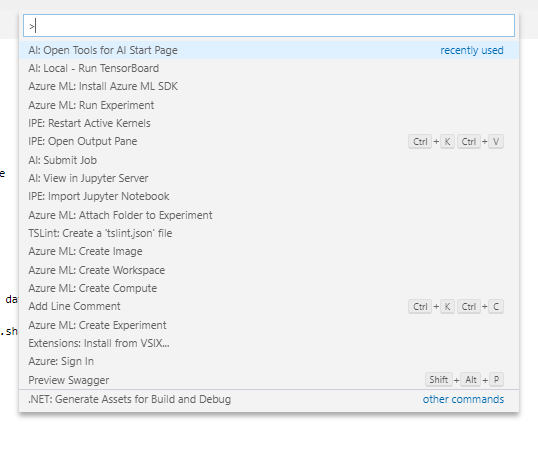 >
AI: Open Tools for AI Start Page recently used
AI: Local - Run TensorBoard
Azure ML: Install Azure ML SDK
Azure ML: Run Experiment
IPE: Restart Active Kernels
IPE: Open Output Pane Ctrl + K Ctrl + V
AI: Submit Job
e
AI: View in Jupyter Server
IPE: Import Jupyter Notebook
Azure ML: Attach Folder to Experiment
TSLint: Create a 'tslint.json' file
Azure ML: Create Image
Azure ML: Create Workspace
Azure ML: Create Compute
da
Add Line Comment Ctrl + K Ctrl + C
Azure ML: Create Experiment
.sh
Extensions: Install from VSIX...
Azure: Sign In
Preview Swagger Shift + Alt + P
.NET: Generate Assets for Build and Debug other commands